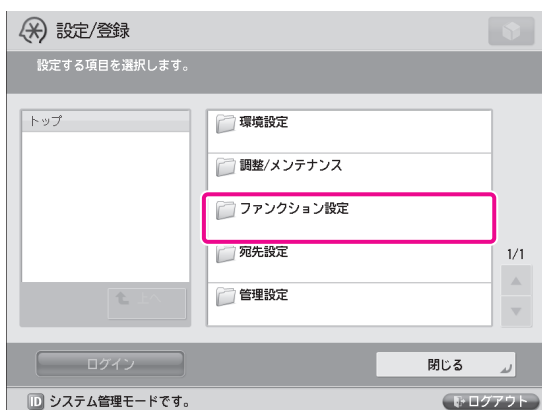 設定/登録
設定する項目を選択します。
トップ
環境設定
調整/メンテナンス
ファンクション設定
宛先設定
管理設定
1/1
上へ
ログイン
閉じる
ID システム管理モードです。
ログアウト